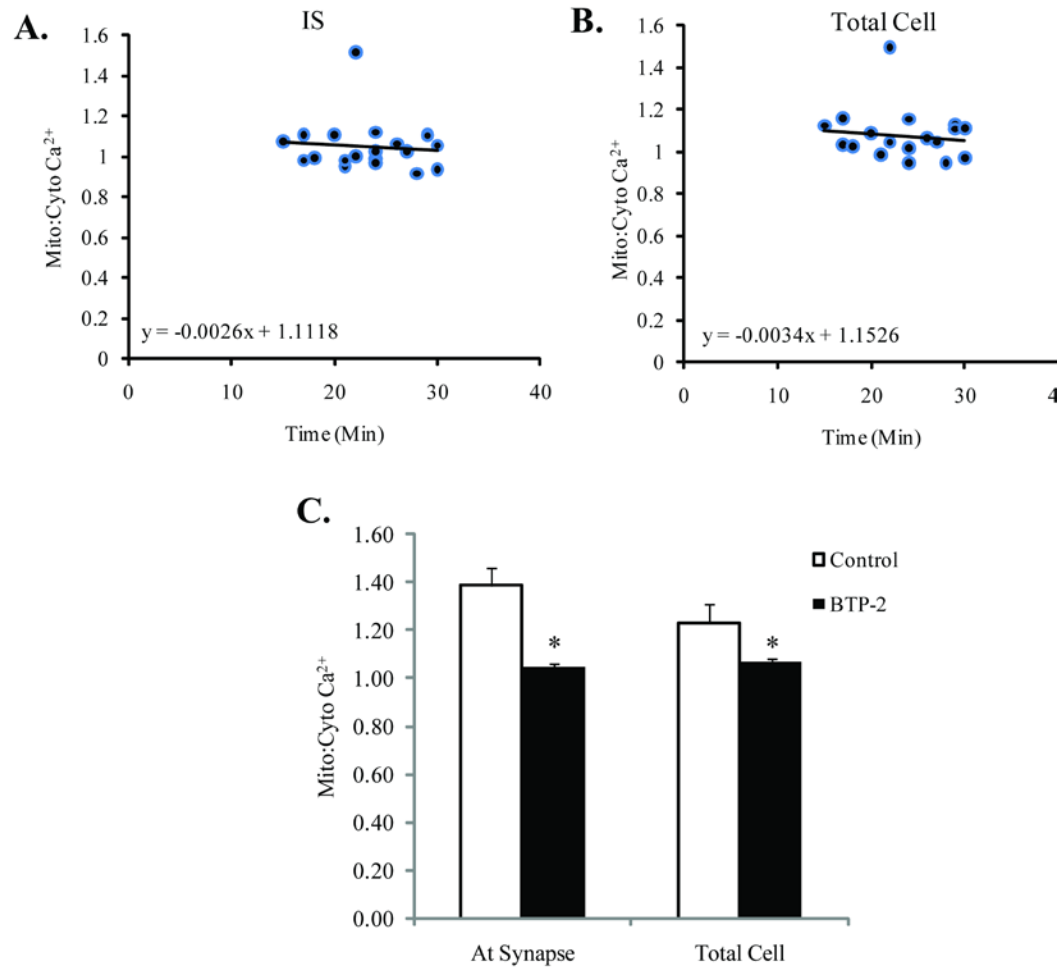 A.
IS
1.6
1.4
1.2
1
0.8
0.6
0.4
0.2
0
Mito:Cyto Ca²⁺
y = -0.0026x + 1.1118
0 10 20 30 40
Time (Min)
B.
Total Cell
1.6
1.4
1.2
1
0.8
0.6
0.4
0.2
0
Mito:Cyto Ca²⁺
y = -0.0034x + 1.1526
0 10 20 30 4
Time (Min)
C.
1.60
1.40
1.20
1.00
0.80
0.60
0.40
0.20
0.00
Mito:Cyto Ca²⁺
Control
BTP-2
* *
At Synapse Total Cell